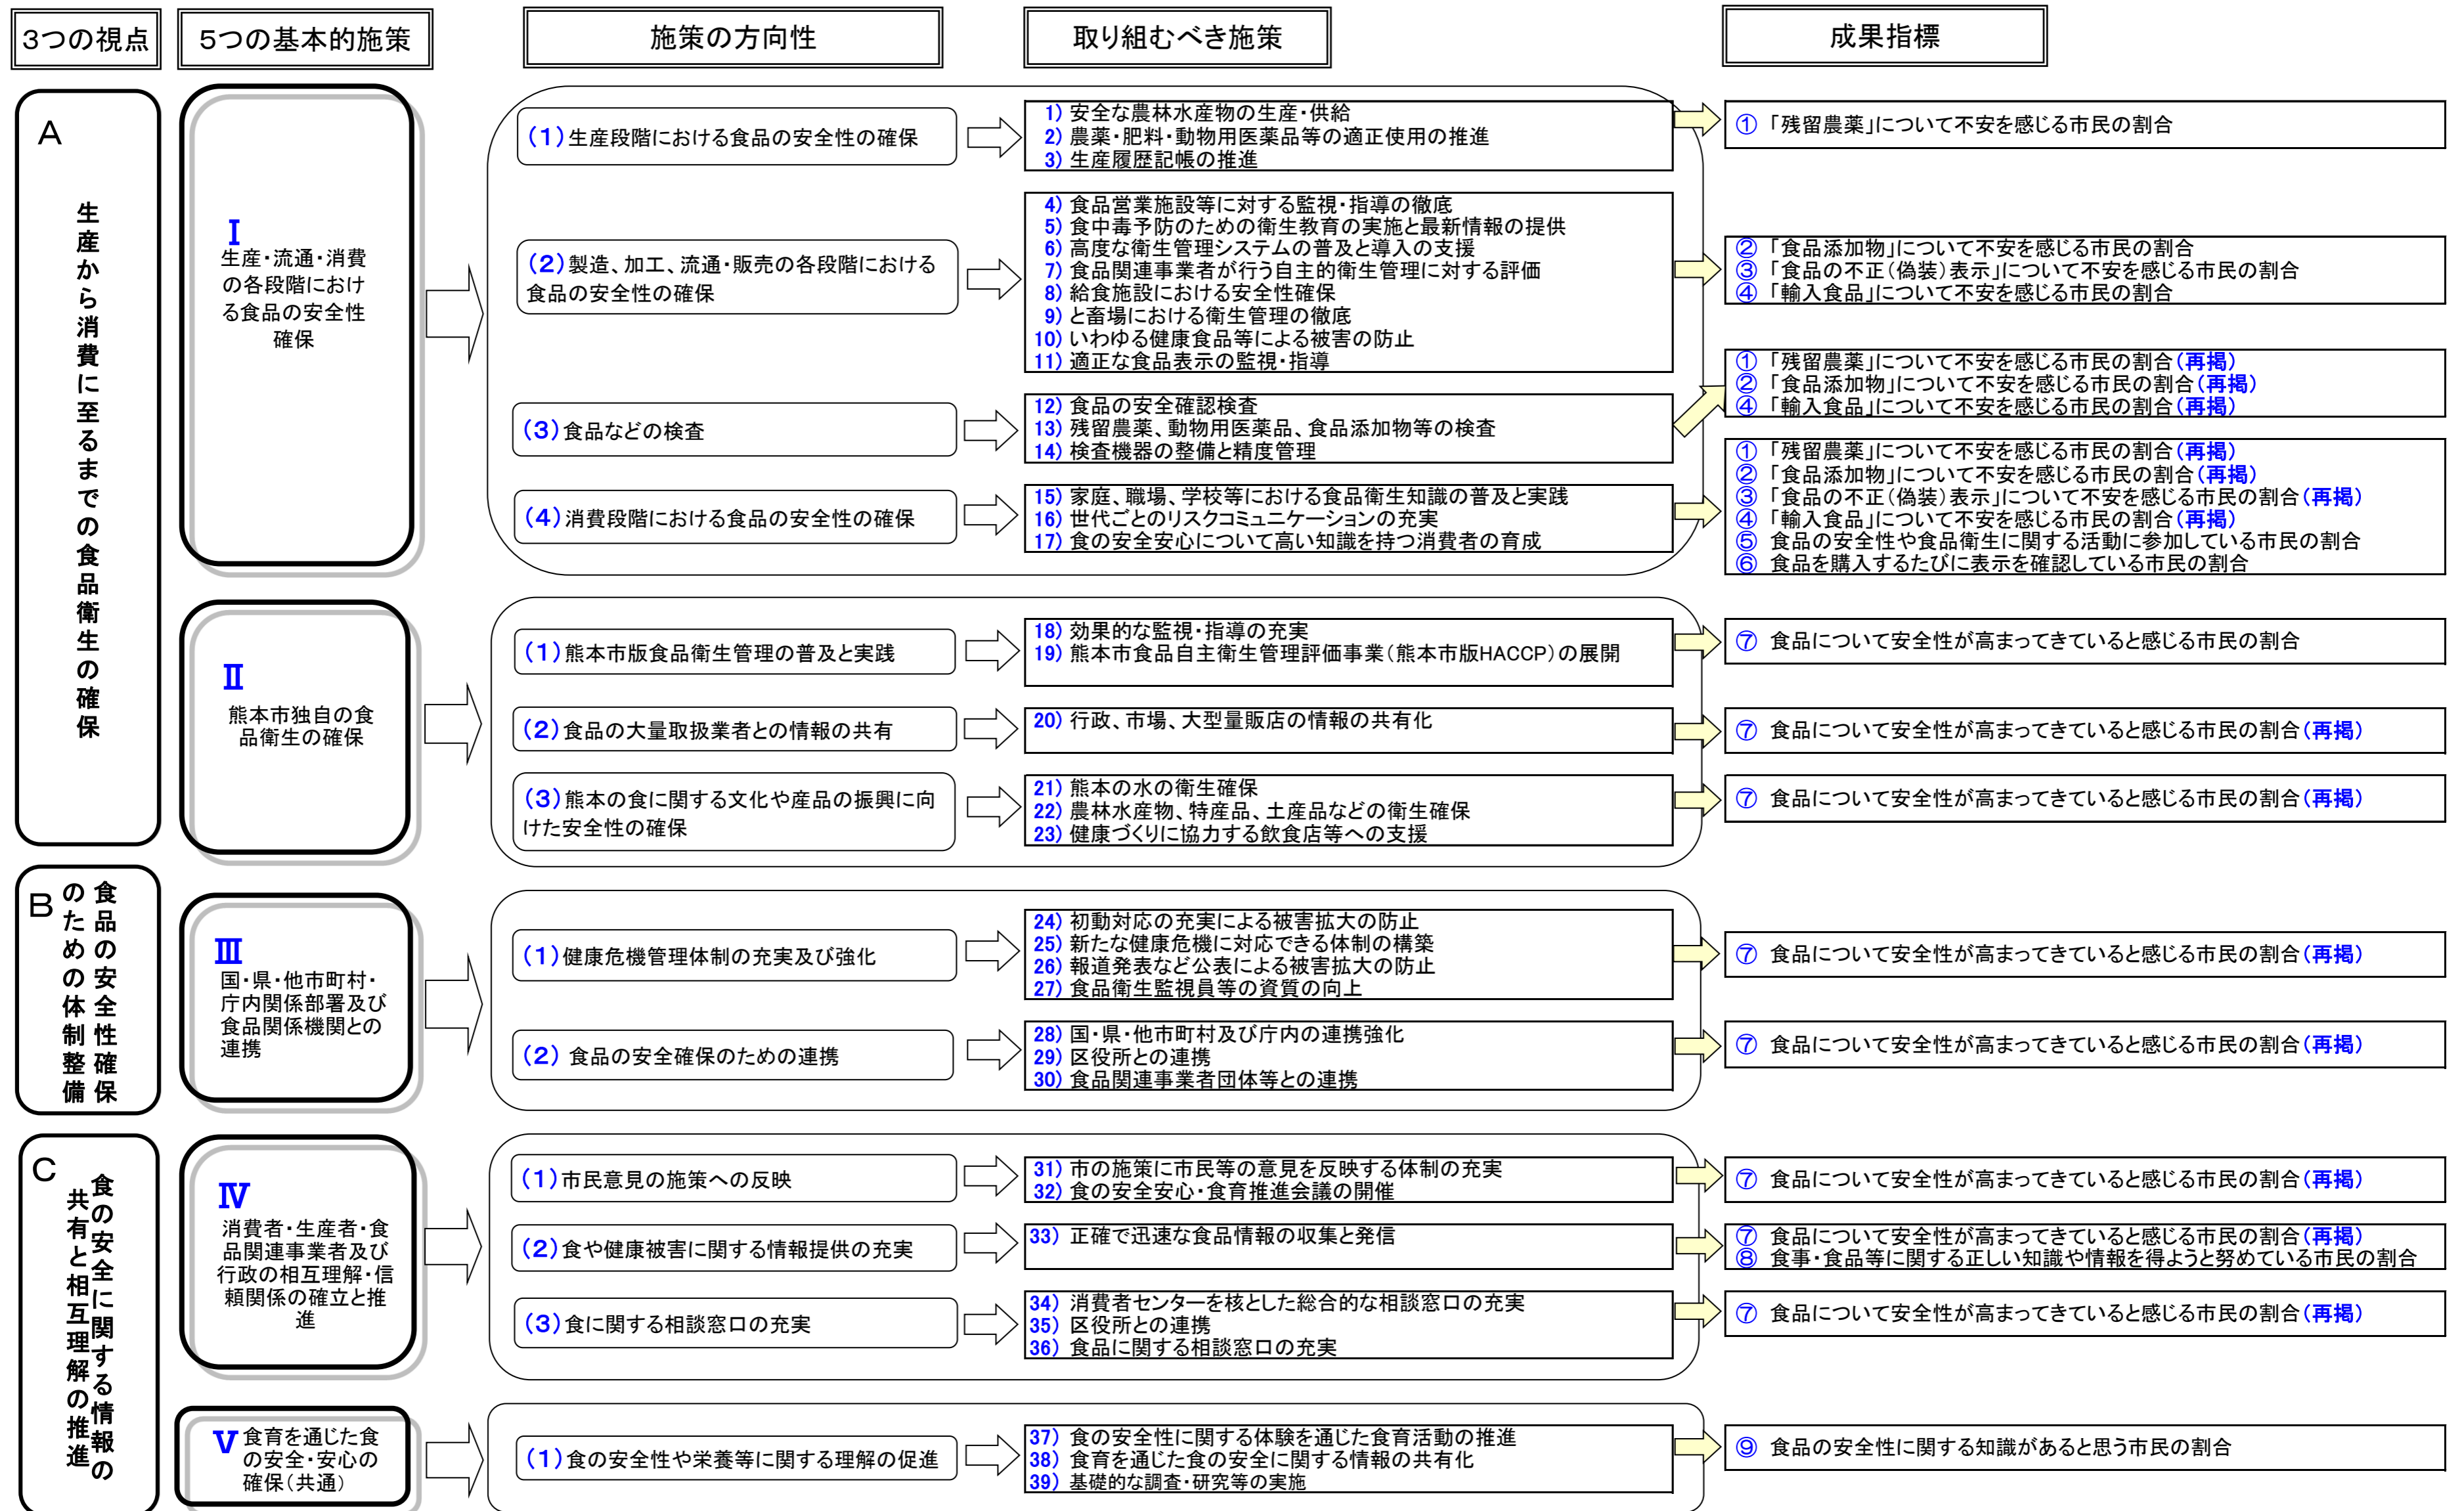 3つの視点
5つの基本的施策
施策の方向性
取り組むべき施策
成果指標
A
生産から消費に至るまでの食品衛生の確保
Ⅰ
生産・流通・消費
の各段階におけ
る食品の安全性
確保
(1)生産段階における食品の安全性の確保
1) 安全な農林水産物の生産・供給
2) 農薬・肥料・動物用医薬品等の適正使用の推進
3) 生産履歴記帳の推進
① 「残留農薬」について不安を感じる市民の割合
(2)製造、加工、流通・販売の各段階における
食品の安全性の確保
4) 食品営業施設等に対する監視・指導の徹底
5) 食中毒予防のための衛生教育の実施と最新情報の提供
6) 高度な衛生管理システムの普及と導入の支援
7) 食品関連事業者が行う自主的衛生管理に対する評価
8) 給食施設における安全性確保
9) と畜場における衛生管理の徹底
10) いわゆる健康食品等による被害の防止
11) 適正な食品表示の監視・指導
② 「食品添加物」について不安を感じる市民の割合
③ 「食品の不正(偽装)表示」について不安を感じる市民の割合
④ 「輸入食品」について不安を感じる市民の割合
(3)食品などの検査
12) 食品の安全確認検査
13) 残留農薬、動物用医薬品、食品添加物等の検査
14) 検査機器の整備と精度管理
① 「残留農薬」について不安を感じる市民の割合(再掲)
② 「食品添加物」について不安を感じる市民の割合(再掲)
④ 「輸入食品」について不安を感じる市民の割合(再掲)
(4)消費段階における食品の安全性の確保
15) 家庭、職場、学校等における食品衛生知識の普及と実践
16) 世代ごとのリスクコミュニケーションの充実
17) 食の安全安心について高い知識を持つ消費者の育成
① 「残留農薬」について不安を感じる市民の割合(再掲)
② 「食品添加物」について不安を感じる市民の割合(再掲)
③ 「食品の不正(偽装)表示」について不安を感じる市民の割合(再掲)
④ 「輸入食品」について不安を感じる市民の割合(再掲)
⑤ 食品の安全性や食品衛生に関する活動に参加している市民の割合
⑥ 食品を購入するたびに表示を確認している市民の割合
Ⅱ
熊本市独自の食
品衛生の確保
(1)熊本市版食品衛生管理の普及と実践
18) 効果的な監視・指導の充実
19) 熊本市食品自主衛生管理評価事業(熊本市版HACCP)の展開
⑦ 食品について安全性が高まってきていると感じる市民の割合
(2)食品の大量取扱業者との情報の共有
20) 行政、市場、大型量販店の情報の共有化
⑦ 食品について安全性が高まってきていると感じる市民の割合(再掲)
(3)熊本の食に関する文化や産品の振興に向
けた安全性の確保
21) 熊本の水の衛生確保
22) 農林水産物、特産品、土産品などの衛生確保
23) 健康づくりに協力する飲食店等への支援
⑦ 食品について安全性が高まってきていると感じる市民の割合(再掲)
B
食品の安全性確保
のための体制整備
Ⅲ
国・県・他市町村・
庁内関係部署及び
食品関係機関との
連携
(1)健康危機管理体制の充実及び強化
24) 初動対応の充実による被害拡大の防止
25) 新たな健康危機に対応できる体制の構築
26) 報道発表など公表による被害拡大の防止
27) 食品衛生監視員等の資質の向上
⑦ 食品について安全性が高まってきていると感じる市民の割合(再掲)
(2) 食品の安全確保のための連携
28) 国・県・他市町村及び庁内の連携強化
29) 区役所との連携
30) 食品関連事業者団体等との連携
⑦ 食品について安全性が高まってきていると感じる市民の割合(再掲)
C
食の安全に関する情報の
共有と相互理解の推進
Ⅳ
消費者・生産者・食
品関連事業者及び
行政の相互理解・信
頼関係の確立と推
進
(1)市民意見の施策への反映
31) 市の施策に市民等の意見を反映する体制の充実
32) 食の安全安心・食育推進会議の開催
⑦ 食品について安全性が高まってきていると感じる市民の割合(再掲)
(2)食や健康被害に関する情報提供の充実
33) 正確で迅速な食品情報の収集と発信
⑦ 食品について安全性が高まってきていると感じる市民の割合(再掲)
⑧ 食事・食品等に関する正しい知識や情報を得ようと努めている市民の割合
(3)食に関する相談窓口の充実
34) 消費者センターを核とした総合的な相談窓口の充実
35) 区役所との連携
36) 食品に関する相談窓口の充実
⑦ 食品について安全性が高まってきていると感じる市民の割合(再掲)
Ⅴ 食育を通じた食
の安全・安心の
確保(共通)
(1)食の安全性や栄養等に関する理解の促進
37) 食の安全性に関する体験を通じた食育活動の推進
38) 食育を通じた食の安全に関する情報の共有化
39) 基礎的な調査・研究等の実施
⑨ 食品の安全性に関する知識があると思う市民の割合